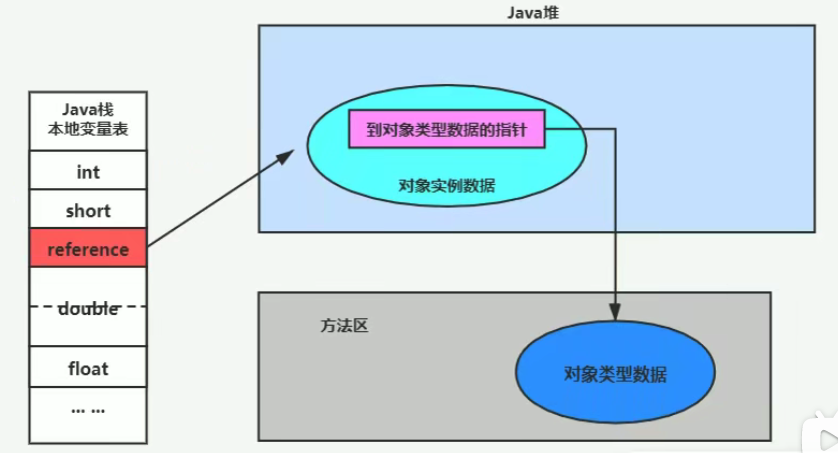 Java堆
Java栈
本地变量表
int
short
reference
double
float
... ...
到对象类型数据的指针
对象实例数据
方法区
对象类型数据